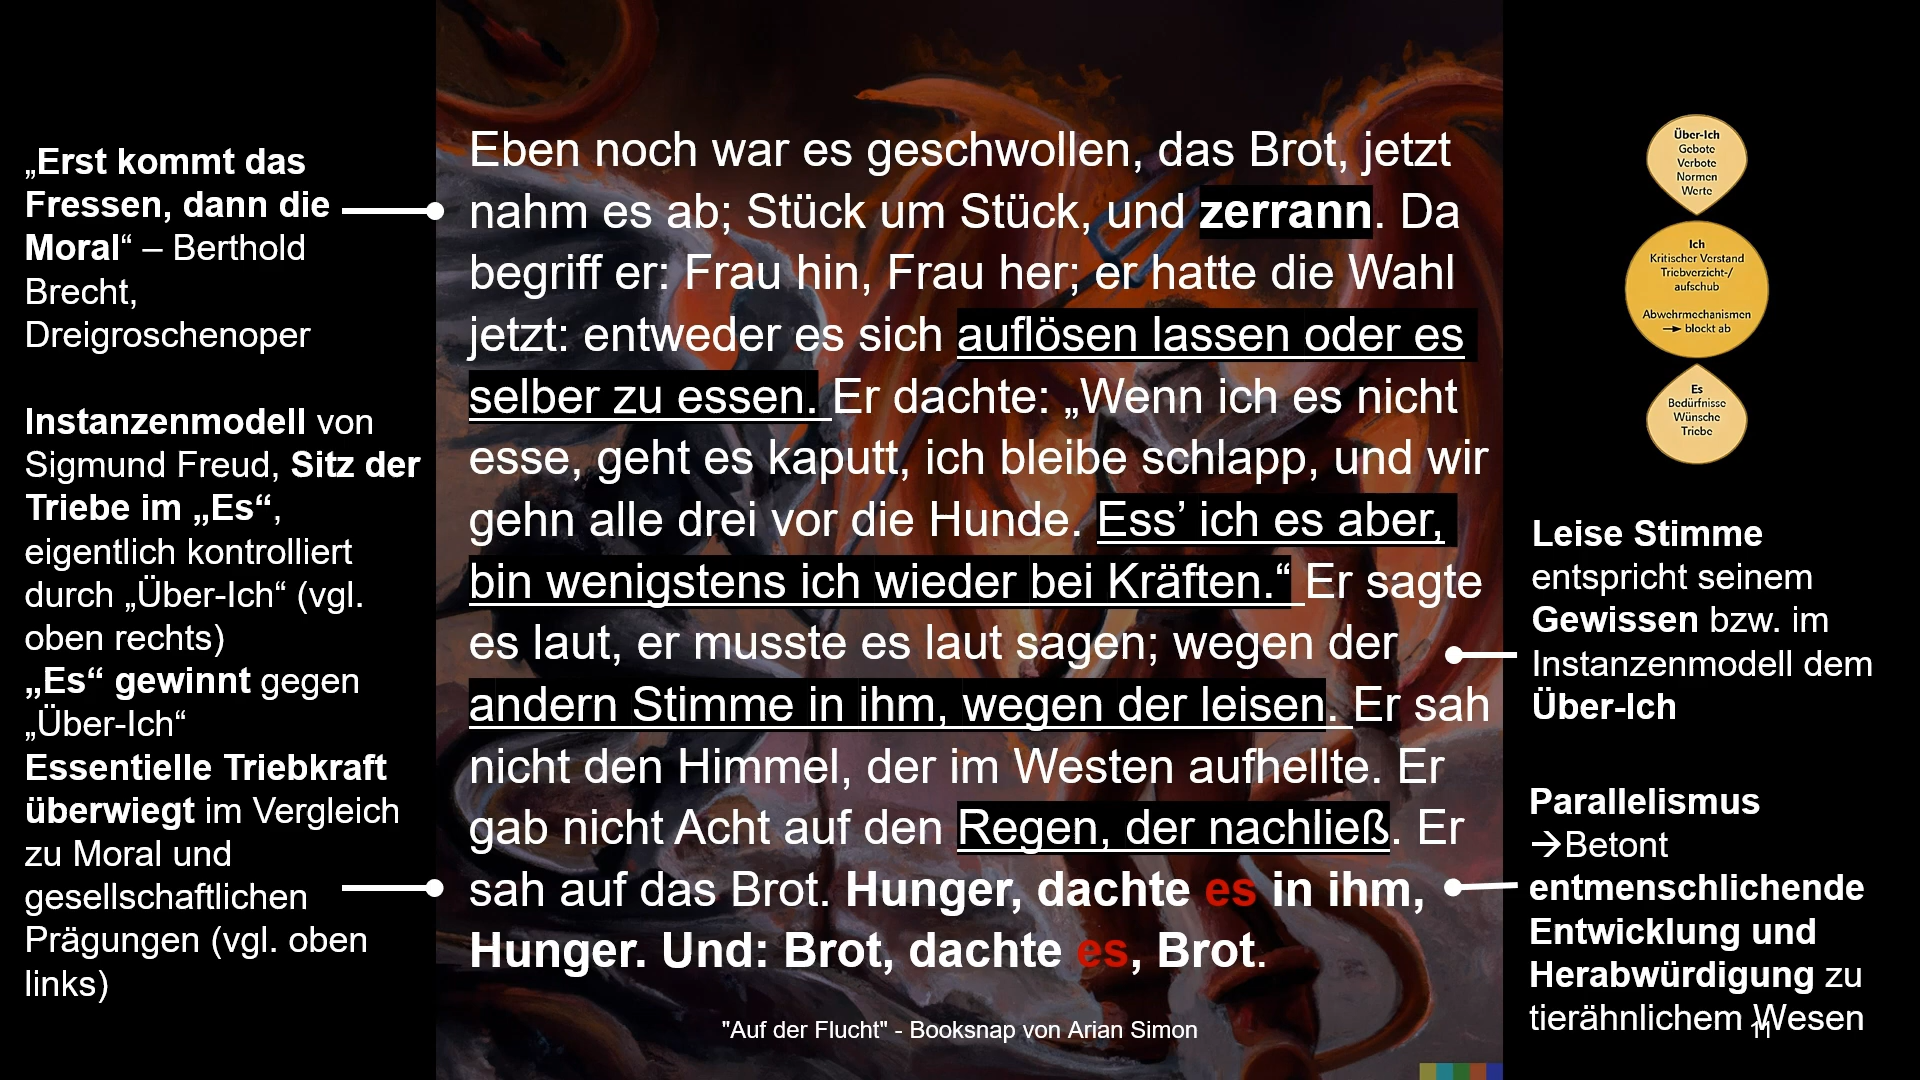 „Erst kommt das
Fressen, dann die
Moral“ – Berthold
Brecht,
Dreigroschenoper
Instanzenmodell von
Sigmund Freud, Sitz der
Triebe im „Es“,
eigentlich kontrolliert
durch „Über-Ich“ (vgl.
oben rechts)
„Es“ gewinnt gegen
„Über-Ich“
Essentielle Triebkraft
überwiegt im Vergleich
zu Moral und
gesellschaftlichen
Prägungen (vgl. oben
links)
Eben noch war es geschwollen, das Brot, jetzt
nahm es ab; Stück um Stück, und zerrann. Da
begriff er: Frau hin, Frau her; er hatte die Wahl
jetzt: entweder es sich auflösen lassen oder es
selber zu essen. Er dachte: „Wenn ich es nicht
esse, geht es kaputt, ich bleibe schlapp, und wir
gehn alle drei vor die Hunde. Ess’ ich es aber,
bin wenigstens ich wieder bei Kräften.“ Er sagte
es laut, er musste es laut sagen; wegen der
andern Stimme in ihm, wegen der leisen. Er sah
nicht den Himmel, der im Westen aufhellte. Er
gab nicht Acht auf den Regen, der nachließ. Er
sah auf das Brot. Hunger, dachte es in ihm,
Hunger. Und: Brot, dachte es, Brot.
"Auf der Flucht" - Booksnap von Arian Simon
Über-Ich
Gebote
Verbote
Normen
Werte
Ich
Kritischer Verstand
Triebverzicht-/
aufschub
Abwehrmechanismen
→ blockt ab
Es
Bedürfnisse
Wünsche
Triebe
Leise Stimme
entspricht seinem
Gewissen bzw. im
Instanzenmodell dem
Über-Ich
Parallelismus
→Betont
entmenschlichende
Entwicklung und
Herabwürdigung zu
tierähnlichem Wesen
11